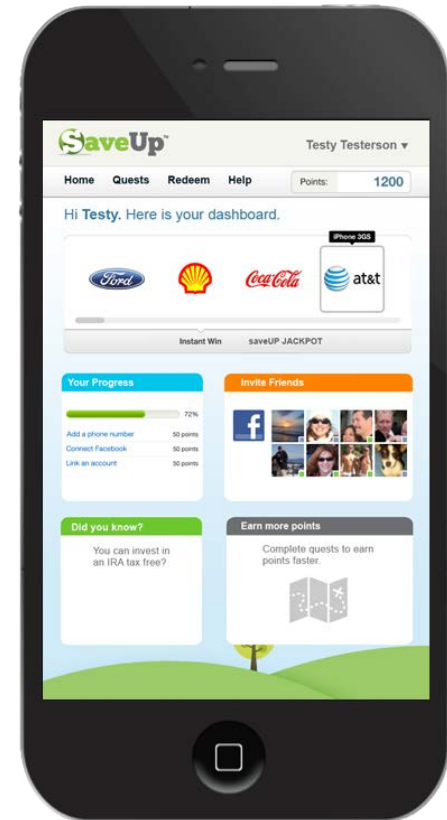 SaveUp™
Testy Testerson ▾
Home Quests Redeem Help Points: 1200
Hi Testy. Here is your dashboard.
iPhone 3GS
Ford
Coca-Cola
at&t
Instant Win saveUP JACKPOT
Your Progress
72%
Add a phone number 50 points
Connect Facebook 50 points
Link an account 50 points
Invite Friends
f
Did you know?
You can invest in
an IRA tax free?
Earn more points
Complete quests to earn
points faster.